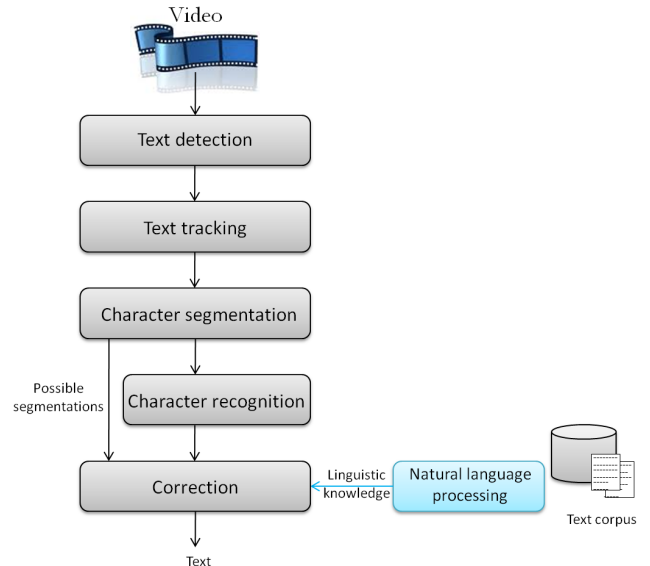 Video
Text detection
Text tracking
Character segmentation
Possible
segmentations
Character recognition
Correction
Linguistic
knowledge
Natural language
processing
Text corpus
Text